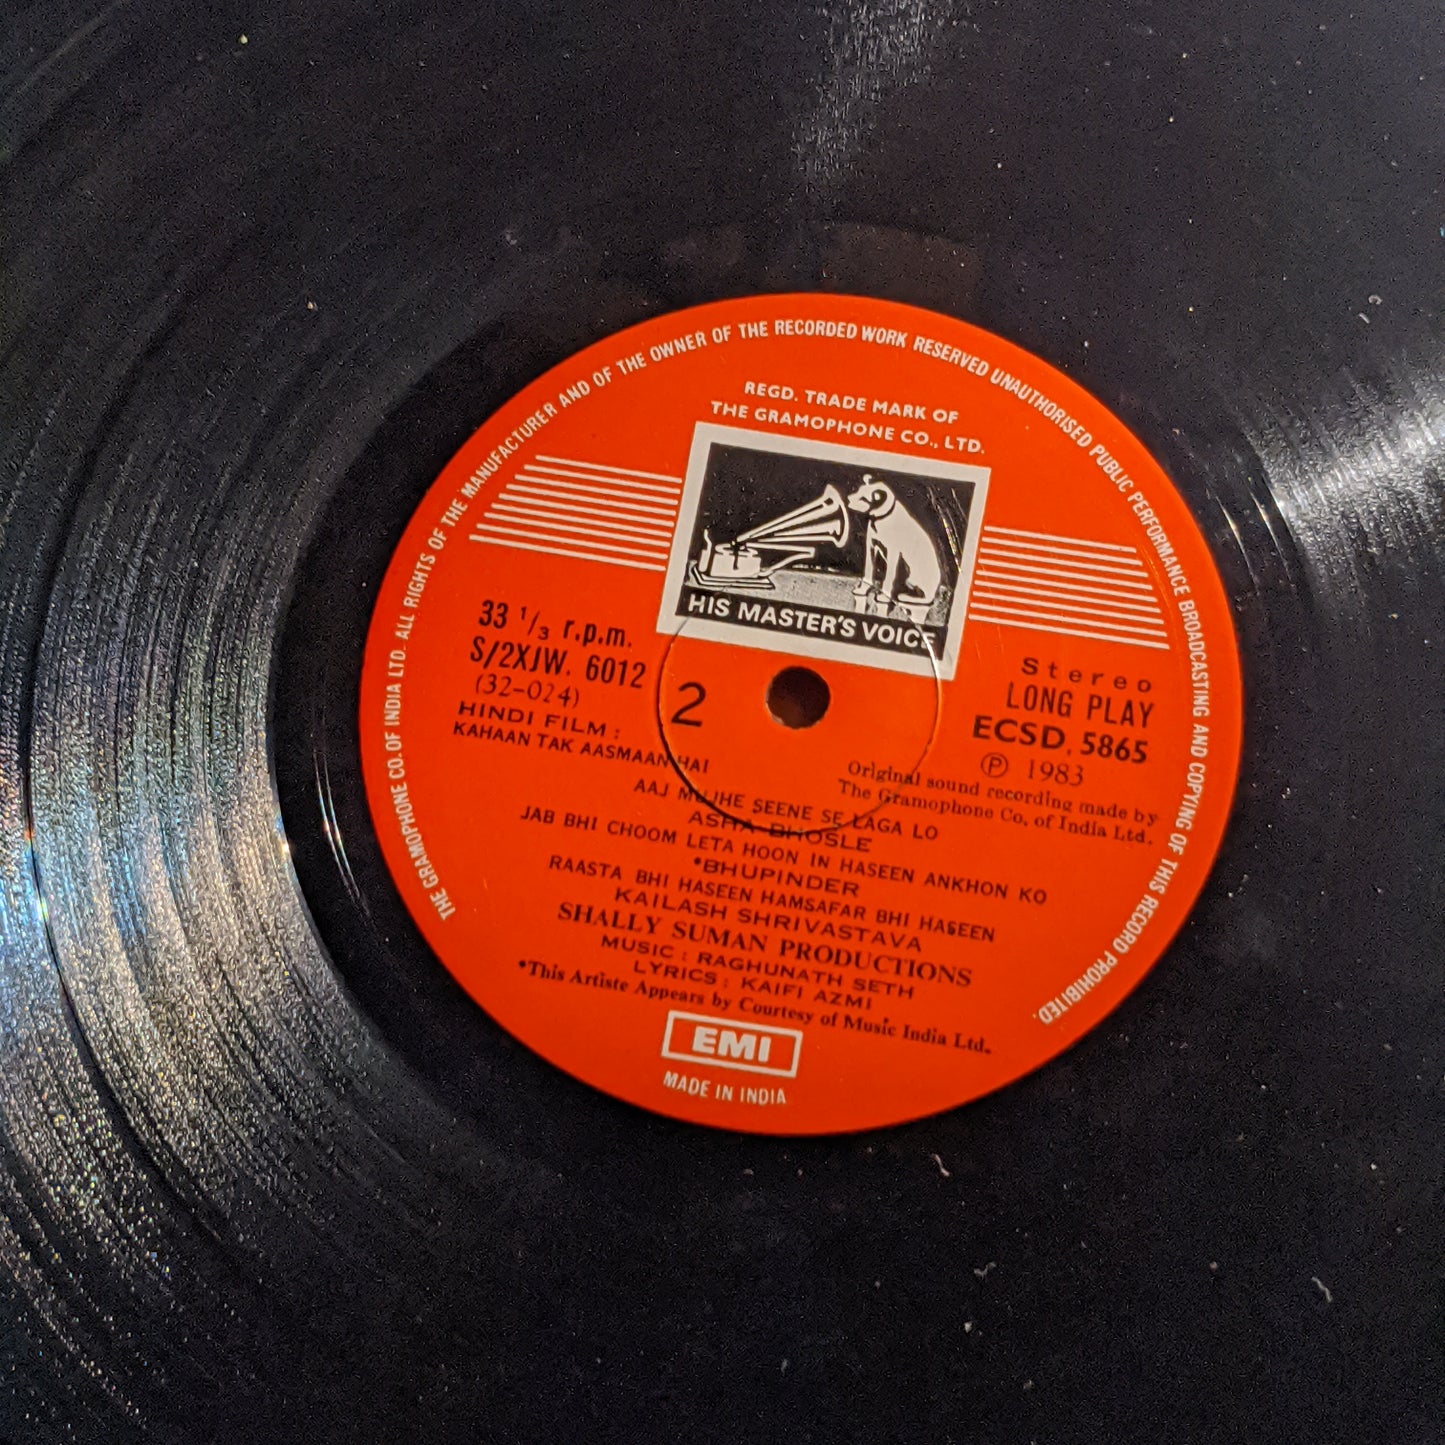 THE GRAMOPHONE CO. OF INDIA LTD. ALL RIGHTS OF THE MANUFACTURER AND OF THE OWNER OF THE RECORDED WORK RESERVED UNAUTHORISED PUBLIC PERFORMANCE BROADCASTING AND COPYING OF THIS RECORD PROHIBITED.
REGD. TRADE MARK OF
THE GRAMOPHONE CO., LTD.
HIS MASTER'S VOICE
33 1/3 r.p.m.
S/2XJW. 6012
(32-024)
2
Stereo
LONG PLAY
ECSD. 5865
℗ 1983
HINDI FILM :
KAHAAN TAK AASMAAN HAI
Original sound recording made by
The Gramophone Co. of India Ltd.
AAJ MUJHE SEENE SE LAGA LO
ASHA BHOSLE
JAB BHI CHOOM LETA HOON IN HASEEN ANKHON KO
*BHUPINDER
RAASTA BHI HASEEN HAMSAFAR BHI HASEEN
KAILASH SHRIVASTAVA
SHALLY SUMAN PRODUCTIONS
MUSIC : RAGHUNATH SETH
LYRICS : KAIFI AZMI
*This Artiste Appears by Courtesy of Music India Ltd.
EMI
MADE IN INDIA